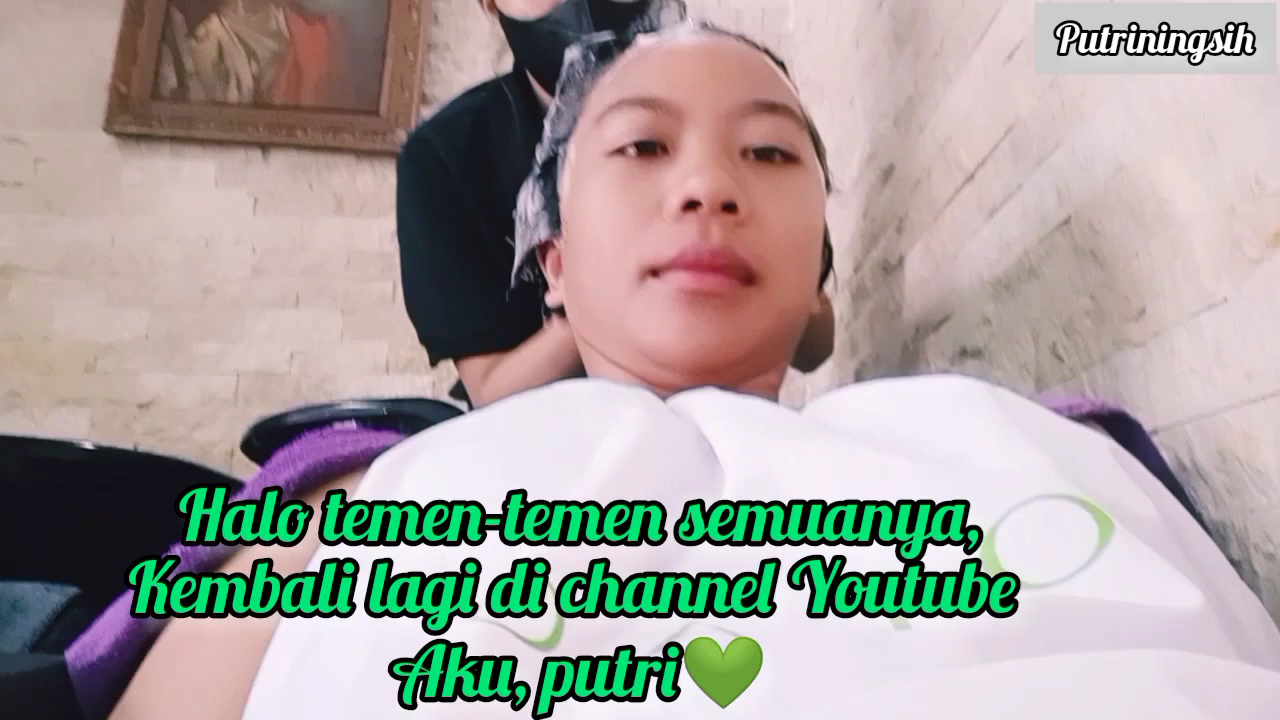 Putriningsih
Halo temen-temen semuanya,
Kembali lagi di channel Youtube
Aku, putri💚